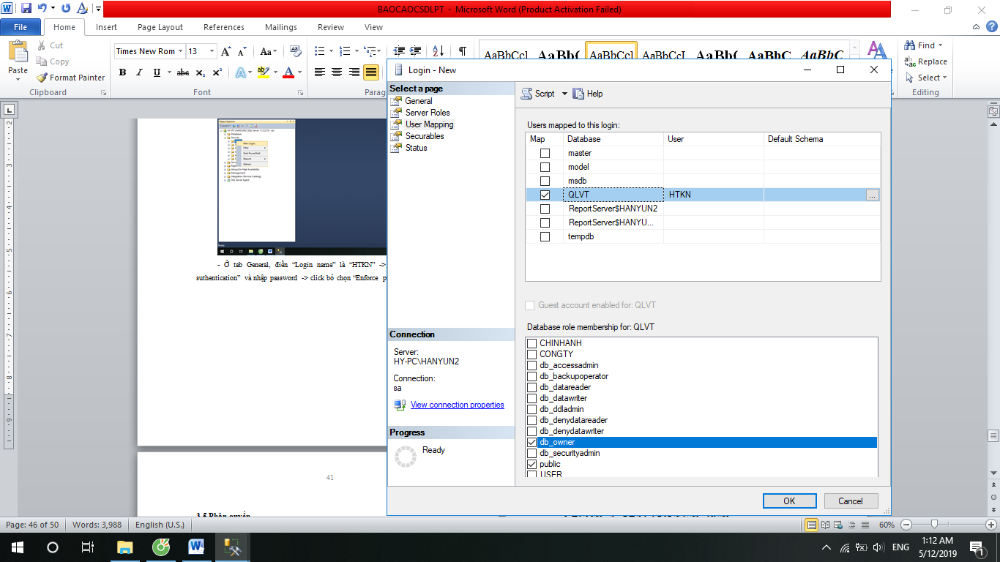 BAOCAOCSDLPT - Microsoft Word (Product Activation Failed)
File Home Insert Page Layout References Mailings Review View
Paste
Cut
Copy
Format Painter
Clipboard
Times New Rom 13
Font
Parag
AaBbCcI AaBbC( AaBbCcI AaBbCcI AaBb( AaBbC AaBbC
Find
Replace
Select
Editing
Login - New
Select a page
General
Server Roles
User Mapping
Securables
Status
Script Help
Users mapped to this login:
Map Database User Default Schema
master
model
msdb
QLVT HTKN ...
ReportServer$HANYUN2
ReportServer$HANYU...
tempdb
Guest account enabled for: QLVT
Database role membership for: QLVT
CHINHANH
CONGTY
db_accessadmin
db_backupoperator
db_datareader
db_datawriter
db_ddladmin
db_denydatareader
db_denydatawriter
db_owner
db_securityadmin
public
USER
Connection
Server:
HY-PC\HANYUN2
Connection:
sa
View connection properties
Progress
Ready
OK Cancel
- Ở tab General, điền “Login name” là “HTKN” ->
suthentication” và nhập password -> click bỏ chọn “Enforce p
41
3.5 Phân quyền
Page: 46 of 50 Words: 3,988 English (U.S.) 60%
ENG
1:12 AM
5/12/2019
1